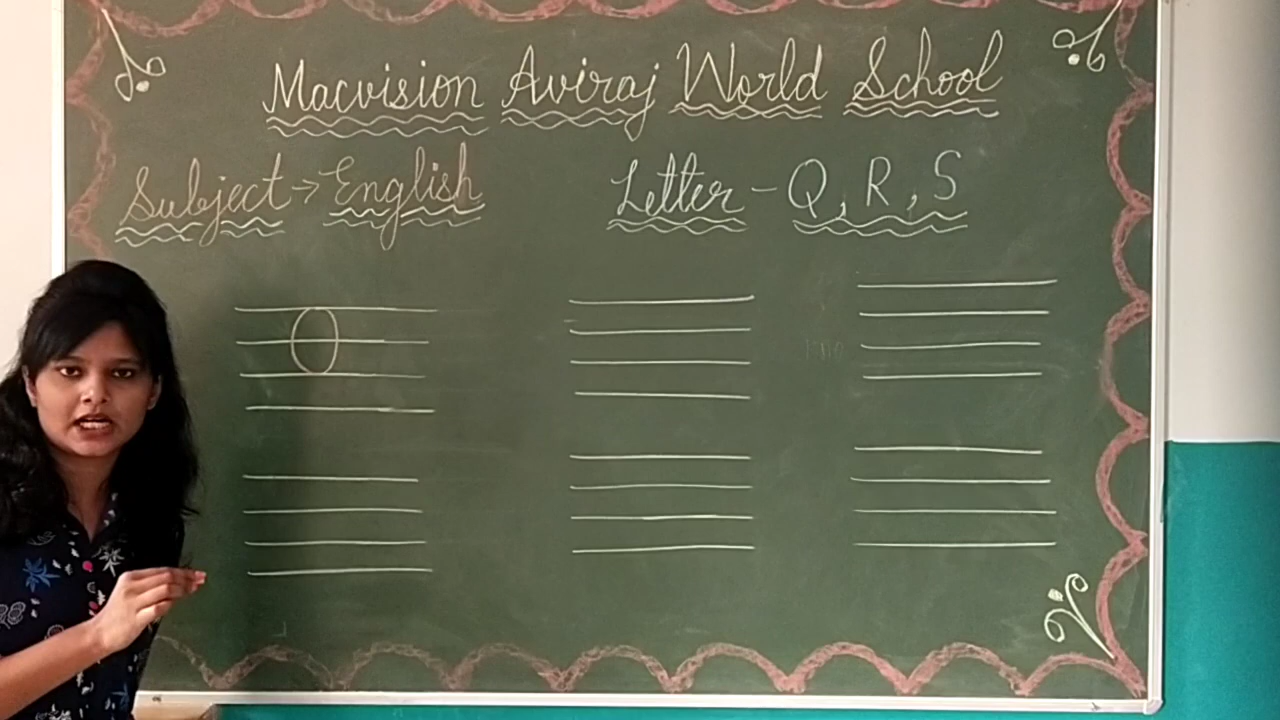 Macvision Aviraj World School
Subject → English
Letter - Q, R, S
O